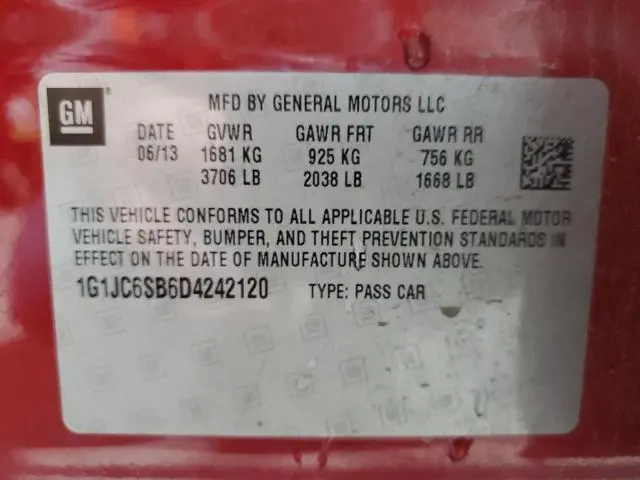 GM
MFD BY GENERAL MOTORS LLC
DATE GVWR GAWR FRT GAWR RR
06/13 1681 KG 925 KG 756 KG
3706 LB 2038 LB 1668 LB
THIS VEHICLE CONFORMS TO ALL APPLICABLE U.S. FEDERAL MOTOR
VEHICLE SAFETY, BUMPER, AND THEFT PREVENTION STANDARDS IN
EFFECT ON THE DATE OF MANUFACTURE SHOWN ABOVE.
1G1JC6SB6D4242120 TYPE: PASS CAR